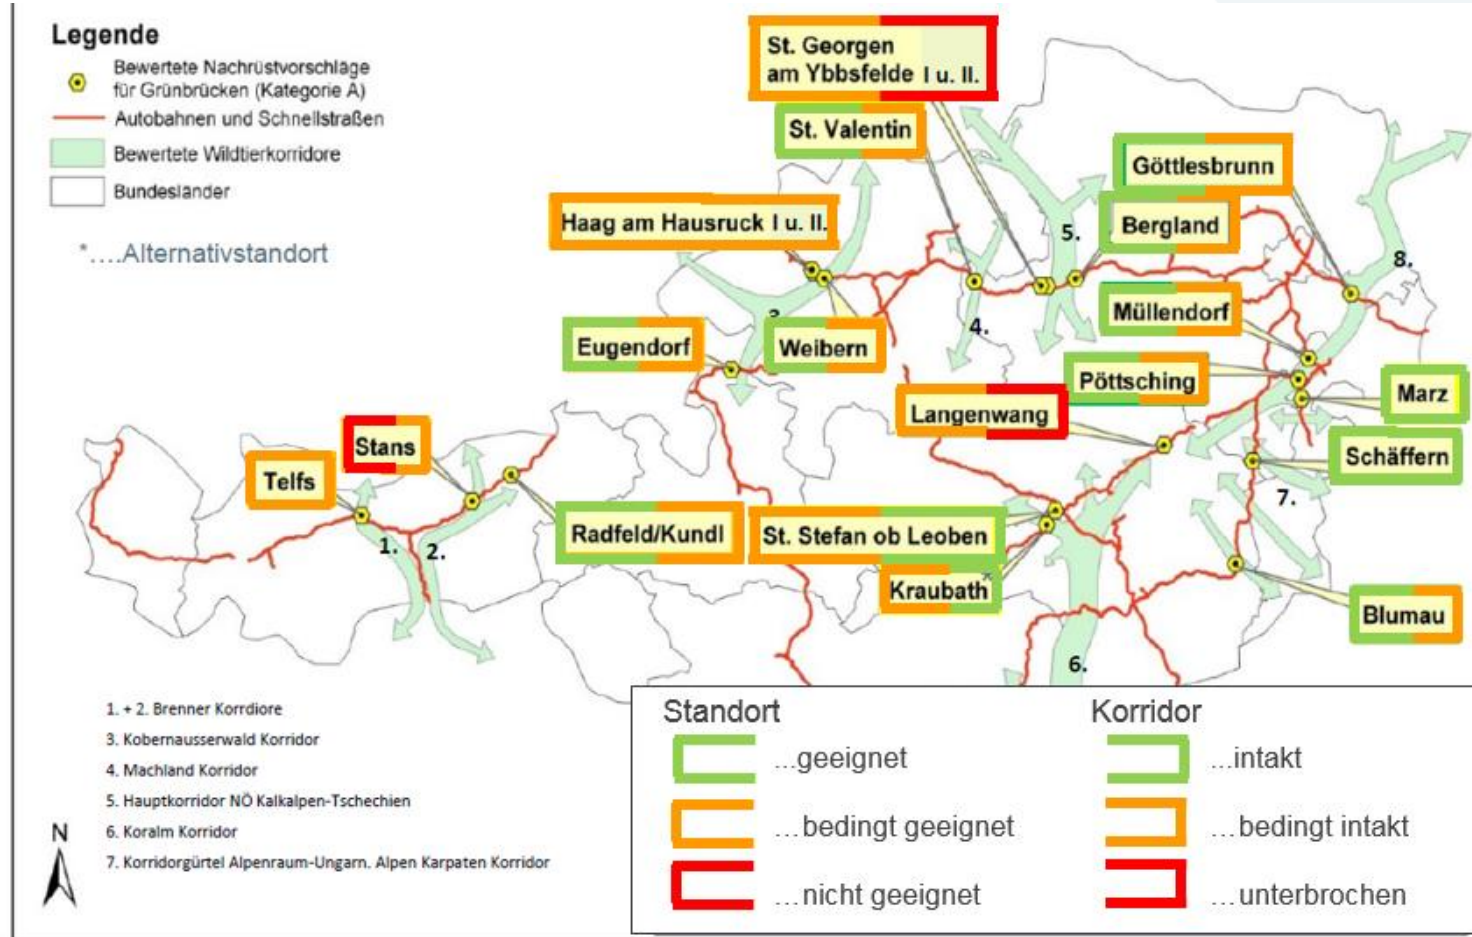 Legende
Bewertete Nachrüstvorschläge
für Grünbrücken (Kategorie A)
Autobahnen und Schnellstraßen
Bewertete Wildtierkorridore
Bundesländer
*....Alternativstandort
St. Georgen
am Ybbsfelde I u. II.
St. Valentin
Göttlesbrunn
Haag am Hausruck I u. II.
Bergland
5.
8.
Müllendorf
3
4.
Eugendorf
Weibern
Pöttsching
Marz
Langenwang
Stans
Schäffern
Telfs
7.
Radfeld/Kundl
St. Stefan ob Leoben
1.
2.
Kraubath*
Blumau
6.
1. + 2. Brenner Korrdiore
3. Kobernausserwald Korridor
4. Machland Korridor
5. Hauptkorridor NÖ Kalkalpen-Tschechien
6. Koralm Korridor
7. Korridorgürtel Alpenraum-Ungarn. Alpen Karpaten Korridor
N
Standort
...geeignet
...bedingt geeignet
...nicht geeignet
Korridor
...intakt
...bedingt intakt
...unterbrochen